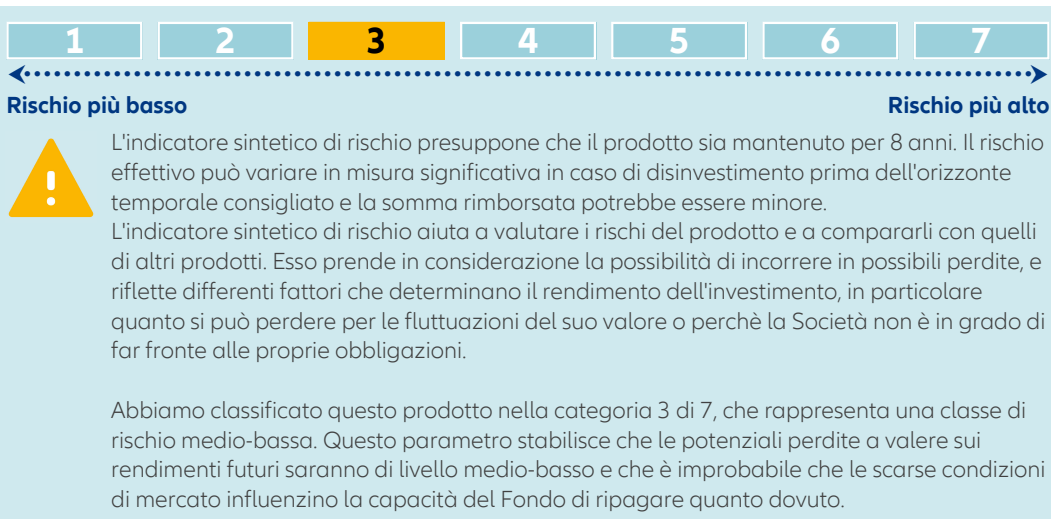 1 2 3 4 5 6 7
Rischio più basso Rischio più alto
L'indicatore sintetico di rischio presuppone che il prodotto sia mantenuto per 8 anni. Il rischio
effettivo può variare in misura significativa in caso di disinvestimento prima dell'orizzonte
temporale consigliato e la somma rimborsata potrebbe essere minore.
L'indicatore sintetico di rischio aiuta a valutare i rischi del prodotto e a compararli con quelli
di altri prodotti. Esso prende in considerazione la possibilità di incorrere in possibili perdite, e
riflette differenti fattori che determinano il rendimento dell'investimento, in particolare
quanto si può perdere per le fluttuazioni del suo valore o perchè la Società non è in grado di
far fronte alle proprie obbligazioni.
Abbiamo classificato questo prodotto nella categoria 3 di 7, che rappresenta una classe di
rischio medio-bassa. Questo parametro stabilisce che le potenziali perdite a valere sui
rendimenti futuri saranno di livello medio-basso e che è improbabile che le scarse condizioni
di mercato influenzino la capacità del Fondo di ripagare quanto dovuto.